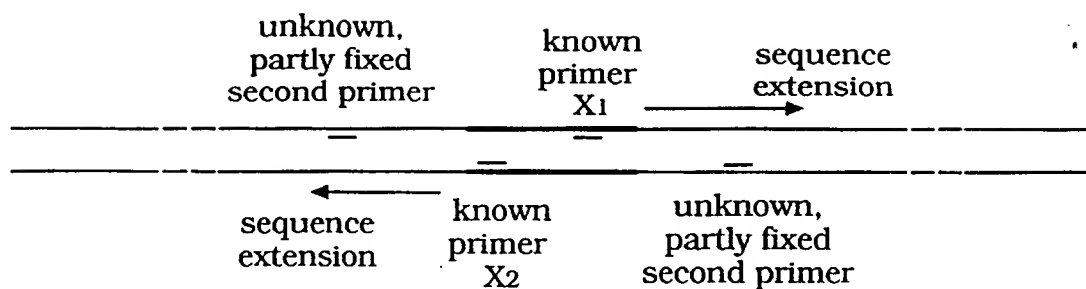 unknown,
partly fixed
second primer
known
primer
X1
sequence
extension
sequence
extension
known
primer
X2
unknown,
partly fixed
second primer